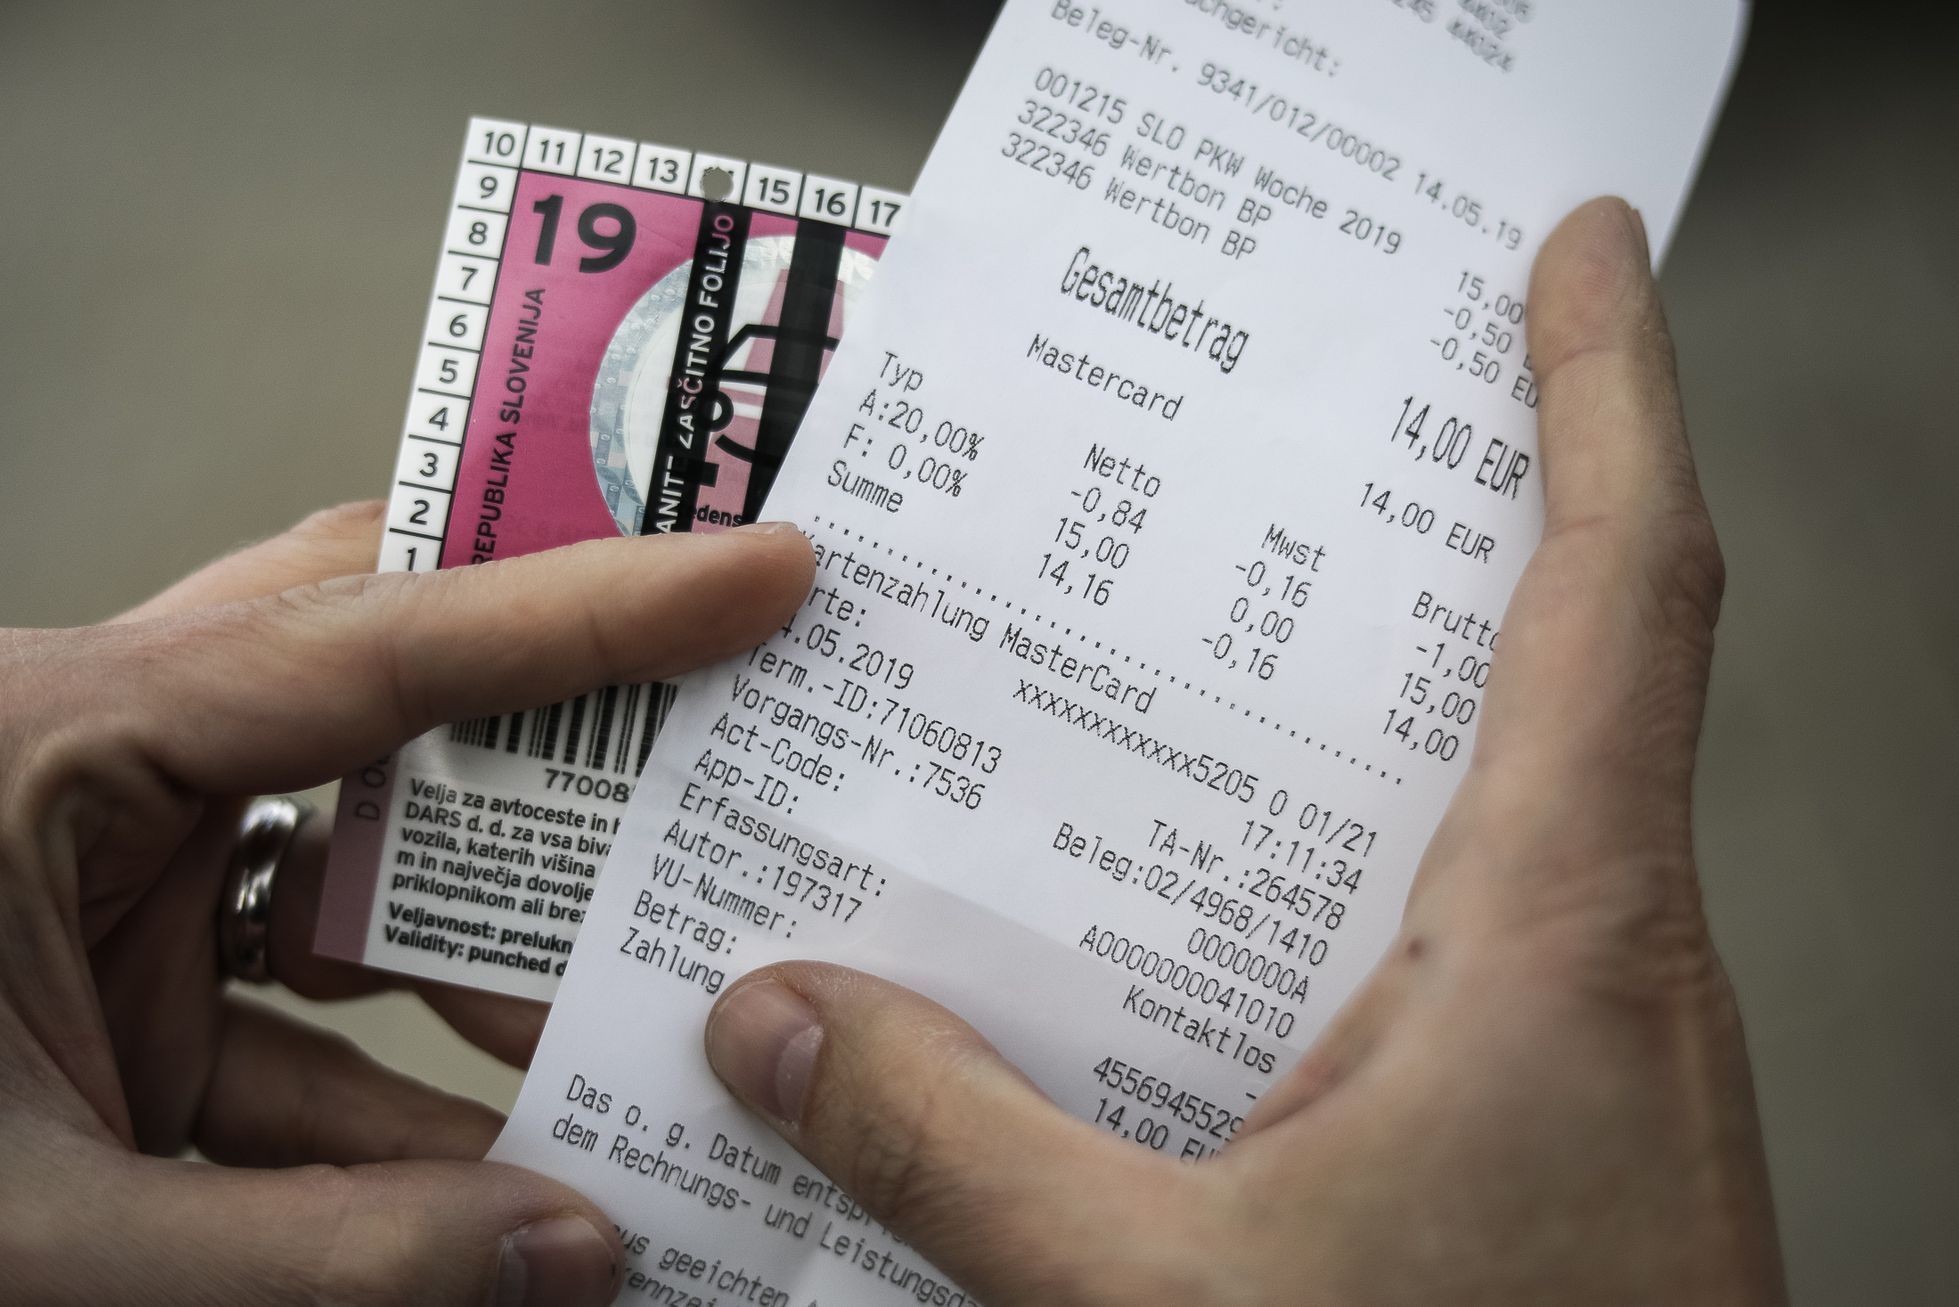 10 11 12 13 15 16 17
9
8
7
6
5
4
3
2
1
19
REPUBLIKA SLOVENIJA
ZAŠČITNO FOLIJO
77008
Velja za avtoceste in
DARS d. d. za vsa
vozila, katerih višina
m in največja
priklopnikom ali
Veljavnost:
Validity: punched
Beleg-Nr. 9341/012/00002 14.05.19
001215 SLO PKW Woche 2019 15,00
322346 Wertbon BP -0,50
322346 Wertbon BP -0,50
Gesamtbetrag 14,00 EUR
Mastercard 14,00 EUR
Typ Netto Mwst Brutto
A:20,00% -0,84 -0,16 -1,00
F: 0,00% 15,00 0,00 15,00
Summe 14,16 -0,16 14,00
Kartenzahlung MasterCard
xxxxxxxxxxxx5205 0 01/21
.05.2019 17:11:34
Term.-ID:71060813 TA-Nr.:264578
Vorgangs-Nr.:7536 Beleg:02/4968/1410
Act-Code: 0000000A
App-ID: A0000000041010
Erfassungsart: Kontaktlos
Autor.:197317 -
VU-Nummer: 4556945529
Betrag: 14,00
Zahlung
Das o. g. Datum
dem Rechnungs- und
geeichten